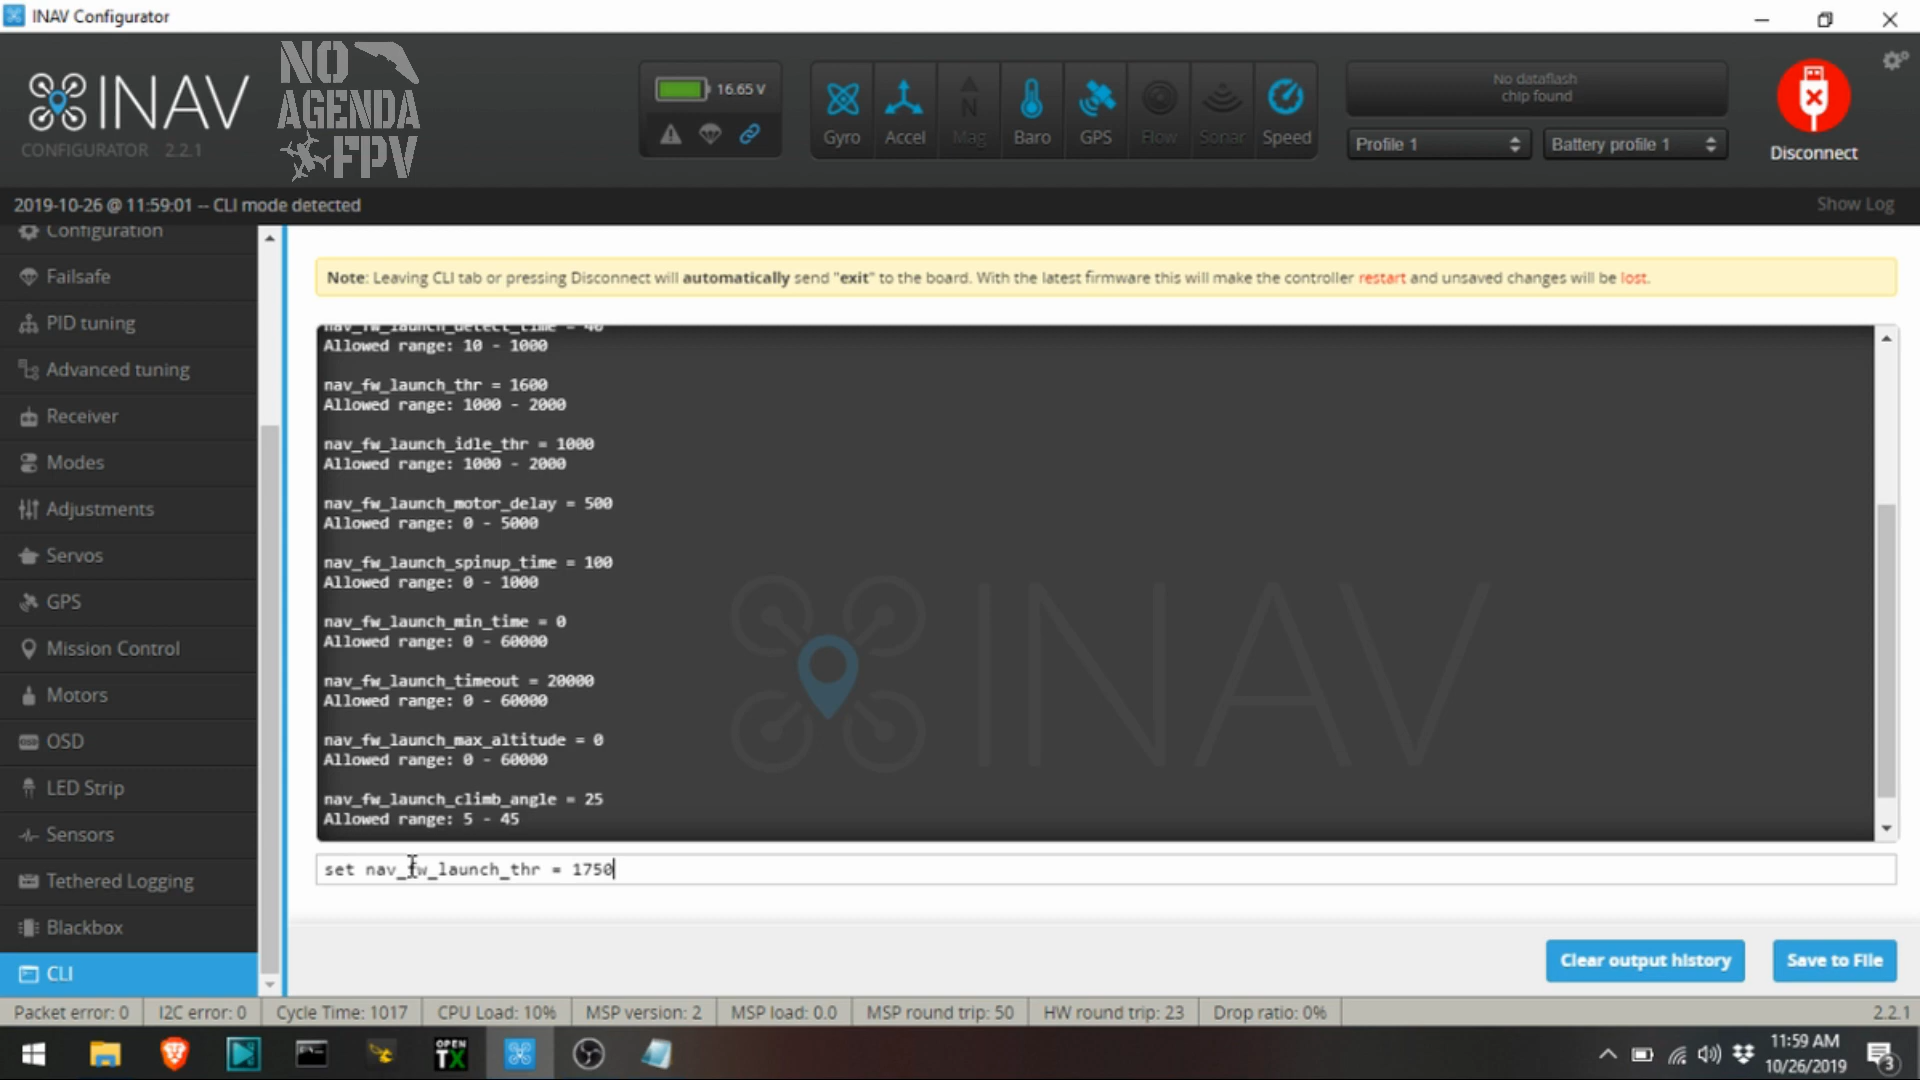 INAV Configurator
INAV
CONFIGURATOR 2.2.1
NO
AGENDA
FPV
16.65 V
Gyro
Accel
Mag
Baro
GPS
Flow
Sonar
Speed
No dataflash
chip found
Profile 1
Battery profile 1
Disconnect
2019-10-26 @ 11:59:01 -- CLI mode detected
Show Log
Configuration
Failsafe
PID tuning
Advanced tuning
Receiver
Modes
Adjustments
Servos
GPS
Mission Control
Motors
OSD
LED Strip
Sensors
Tethered Logging
Blackbox
CLI
Note: Leaving CLI tab or pressing Disconnect will automatically send "exit" to the board. With the latest firmware this will make the controller restart and unsaved changes will be lost.
nav_fw_launch_detect_time = 40
Allowed range: 10 - 1000
nav_fw_launch_thr = 1600
Allowed range: 1000 - 2000
nav_fw_launch_idle_thr = 1000
Allowed range: 1000 - 2000
nav_fw_launch_motor_delay = 500
Allowed range: 0 - 5000
nav_fw_launch_spinup_time = 100
Allowed range: 0 - 1000
nav_fw_launch_min_time = 0
Allowed range: 0 - 60000
nav_fw_launch_timeout = 20000
Allowed range: 0 - 60000
nav_fw_launch_max_altitude = 0
Allowed range: 0 - 60000
nav_fw_launch_climb_angle = 25
Allowed range: 5 - 45
INAV
set nav_fw_launch_thr = 1750
Clear output history
Save to File
Packet error: 0
I2C error: 0
Cycle Time: 1017
CPU Load: 10%
MSP version: 2
MSP load: 0.0
MSP round trip: 50
HW round trip: 23
Drop ratio: 0%
2.2.1
OPEN
TX
11:59 AM
10/26/2019
3